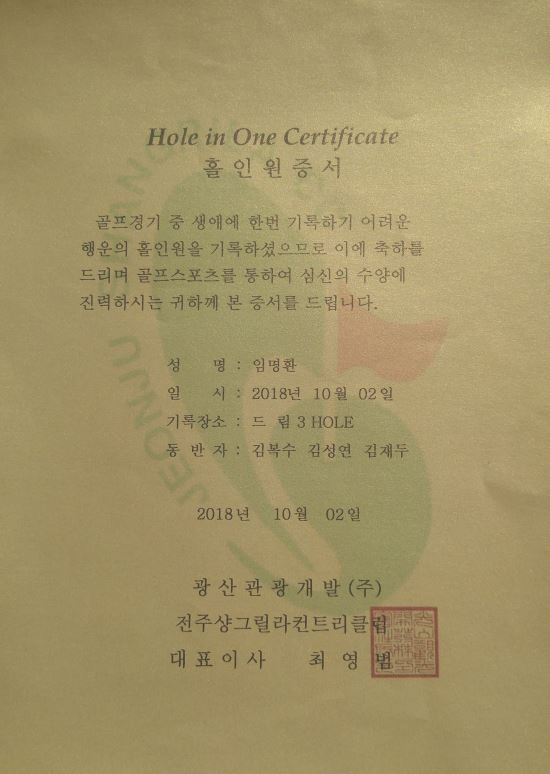 Hole in One Certificate
홀인원증서
골프경기 중 생애에 한번 기록하기 어려운
행운의 홀인원을 기록하셨으므로 이에 축하를
드리며 골프스포츠를 통하여 심신의 수양에
진력하시는 귀하께 본 증서를 드립니다.
성 명 : 임명환
일 시 : 2018년 10월 02일
기록장소 : 드 림 3 HOLE
동 반 자 : 김복수 김성연 김재두
2018년 10월 02일
광산관광개발(주)
전주샹그릴라컨트리클럽
대표이사 최영범
JEONJU